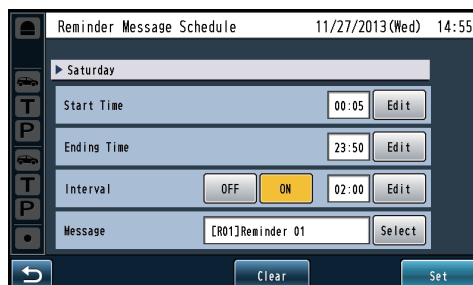 Reminder Message Schedule 11/27/2013(Wed) 14:55
▶ Saturday
Start Time 00:05 Edit
T
P
Ending Time 23:50 Edit
Interval OFF ON 02:00 Edit
T
P
Message [R01]Reminder 01 Select
Clear Set